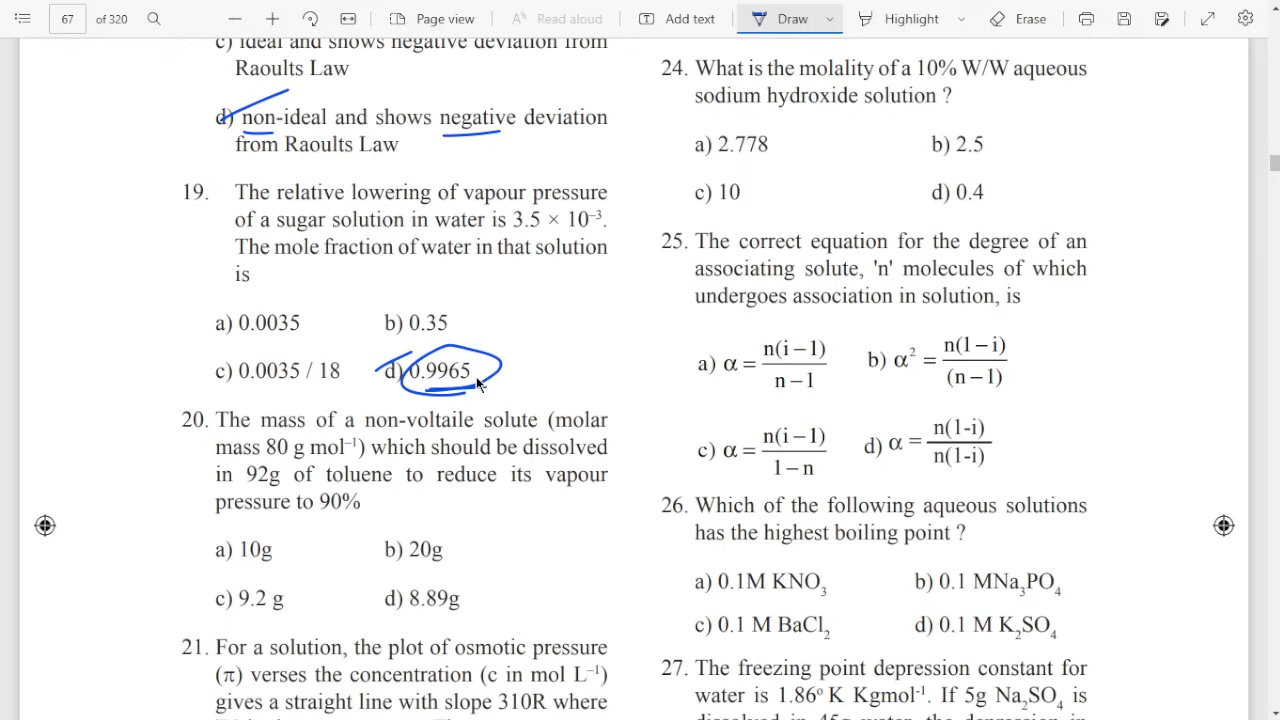 67 of 320 Page view Read aloud Add text Draw Highlight Erase
c) ideal and shows negative deviation from
Raoults Law
d) non-ideal and shows negative deviation
from Raoults Law
19. The relative lowering of vapour pressure
of a sugar solution in water is 3.5 × 10⁻³.
The mole fraction of water in that solution
is
a) 0.0035 b) 0.35
c) 0.0035 / 18 d) 0.9965
20. The mass of a non-voltaile solute (molar
mass 80 g mol⁻¹) which should be dissolved
in 92g of toluene to reduce its vapour
pressure to 90%
a) 10g b) 20g
c) 9.2 g d) 8.89g
21. For a solution, the plot of osmotic pressure
(π) verses the concentration (c in mol L⁻¹)
gives a straight line with slope 310R where
24. What is the molality of a 10% W/W aqueous
sodium hydroxide solution ?
a) 2.778 b) 2.5
c) 10 d) 0.4
25. The correct equation for the degree of an
associating solute, 'n' molecules of which
undergoes association in solution, is
a) α = n(i – 1) / n – 1 b) α² = n(1 – i) / (n – 1)
c) α = n(i – 1) / 1 – n d) α = n(1-i) / n(1-i)
26. Which of the following aqueous solutions
has the highest boiling point ?
a) 0.1M KNO₃ b) 0.1 MNa₃PO₄
c) 0.1 M BaCl₂ d) 0.1 M K₂SO₄
27. The freezing point depression constant for
water is 1.86º K Kgmol⁻¹. If 5g Na₂SO₄ is
dissolved in 45g water, the depression in